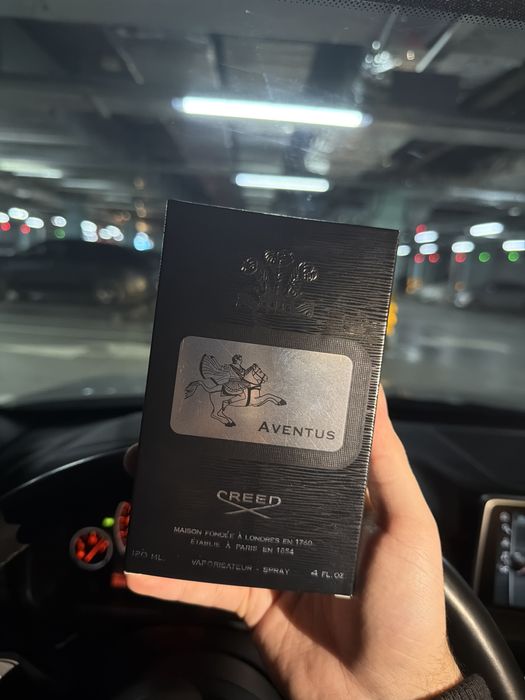 AVENTUS
CREED
MAISON FONDÉE À LONDRES EN 1760
ÉTABLIE À PARIS EN 1854
120 ML. VAPORISATEUR - SPRAY 4 FL.OZ.